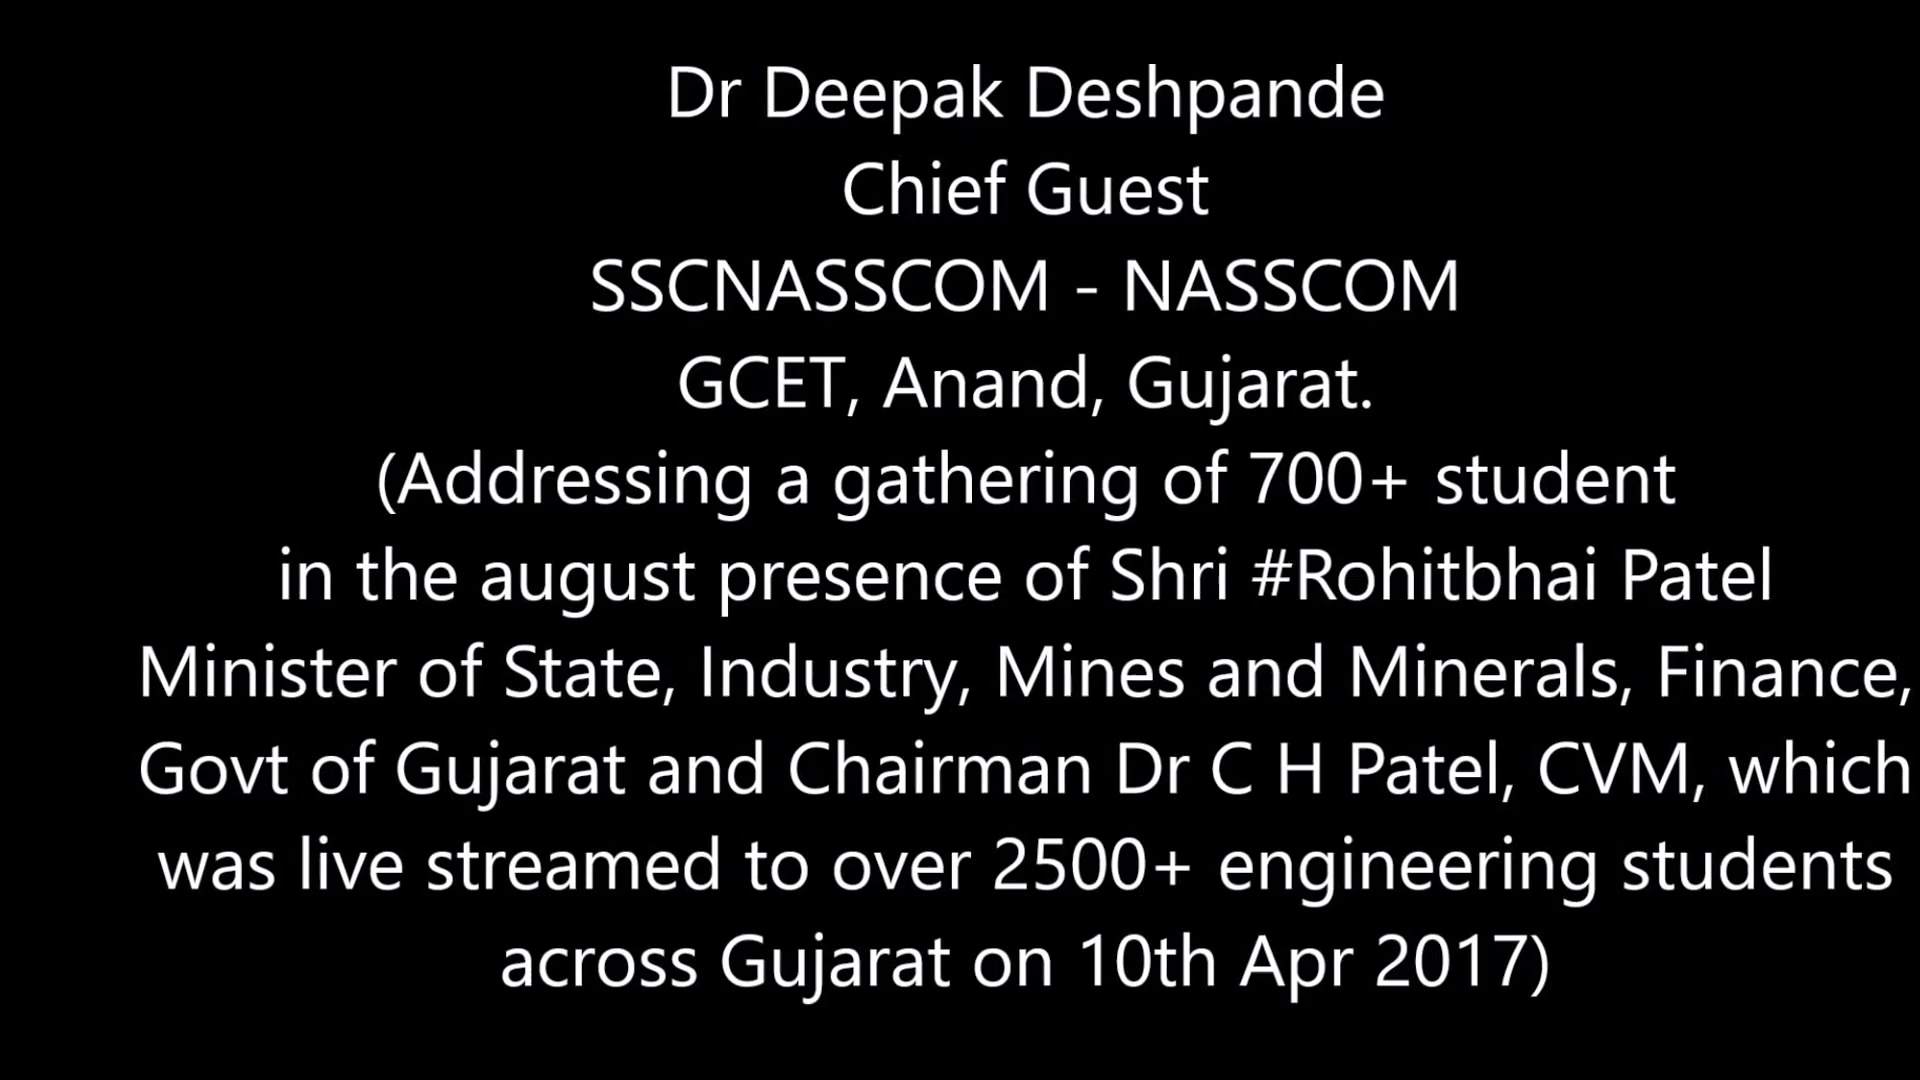 Dr Deepak Deshpande
Chief Guest
SSCNASSCOM - NASSCOM
GCET, Anand, Gujarat.
(Addressing a gathering of 700+ student
in the august presence of Shri #Rohitbhai Patel
Minister of State, Industry, Mines and Minerals, Finance,
Govt of Gujarat and Chairman Dr C H Patel, CVM, which
was live streamed to over 2500+ engineering students
across Gujarat on 10th Apr 2017)